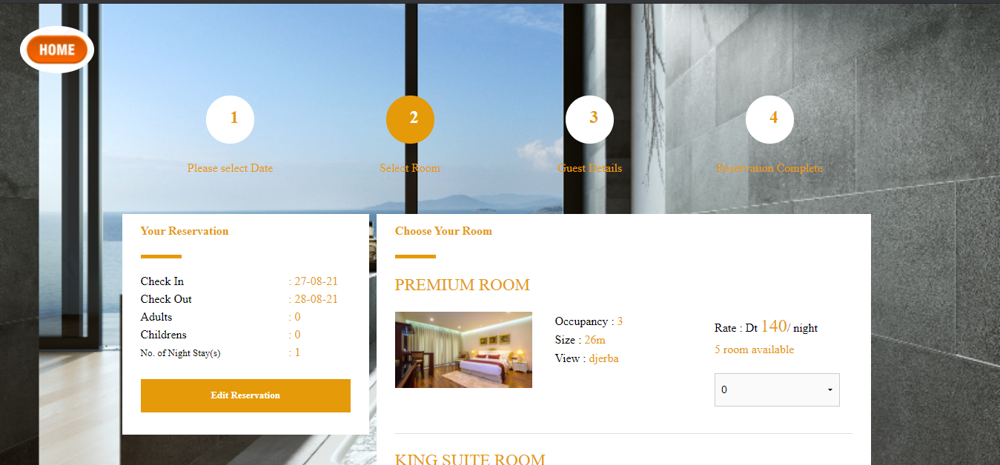 HOME
1
2
3
4
Please select Date
Select Room
Guest Details
Reservation Complete
Your Reservation
Check In : 27-08-21
Check Out : 28-08-21
Adults : 0
Childrens : 0
No. of Night Stay(s) : 1
Edit Reservation
Choose Your Room
PREMIUM ROOM
Occupancy : 3
Size : 26m
View : djerba
Rate : Dt 140/ night
5 room available
0
KING SUITE ROOM